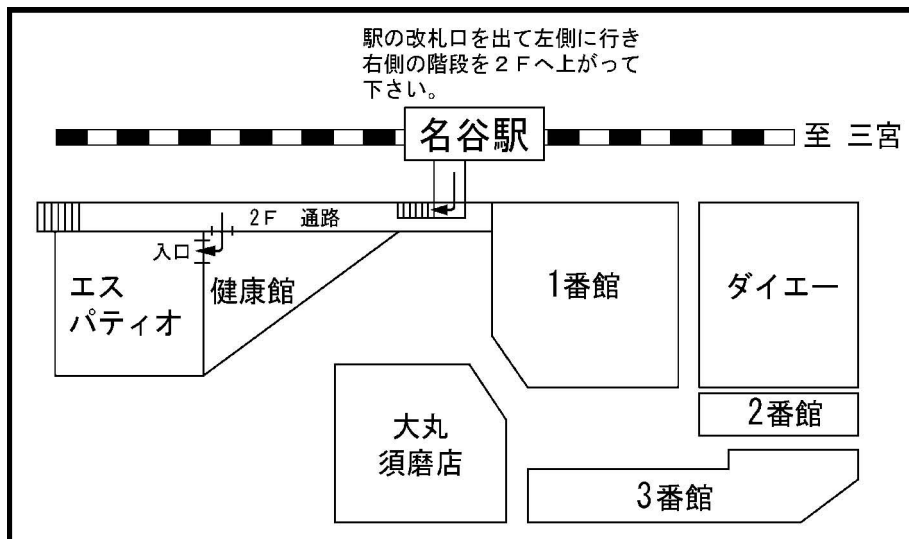 駅の改札口を出て左側に行き
右側の階段を２Ｆへ上がって
下さい。
名谷駅
至 三宮
２Ｆ 通路
入口
エス
パティオ
健康館
1番館
ダイエー
2番館
大丸
須磨店
3番館